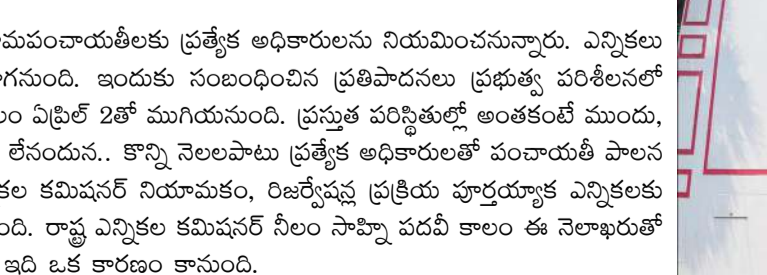 మపంచాయతీలకు ప్రత్యేక అధికారులను నియమించనున్నారు. ఎన్నికలు
గనుంది. ఇందుకు సంబంధించిన ప్రతిపాదనలు ప్రభుత్వ పరిశీలనలో
ఏప్రిల్ 2తో ముగియనుంది. ప్రస్తుత పరిస్థితుల్లో అంతకంటే ముందు,
లేనందున.. కొన్ని నెలలపాటు ప్రత్యేక అధికారులతో పంచాయతీ పాలన
కల కమిషనర్ నియామకం, రిజర్వేషన్ల ప్రక్రియ పూర్తయ్యాక ఎన్నికలకు
ంది. రాష్ట్ర ఎన్నికల కమిషనర్ నీలం సాహ్ని పదవీ కాలం ఈ నెలాఖరుతో
ఇది ఒక కారణం కానుంది.